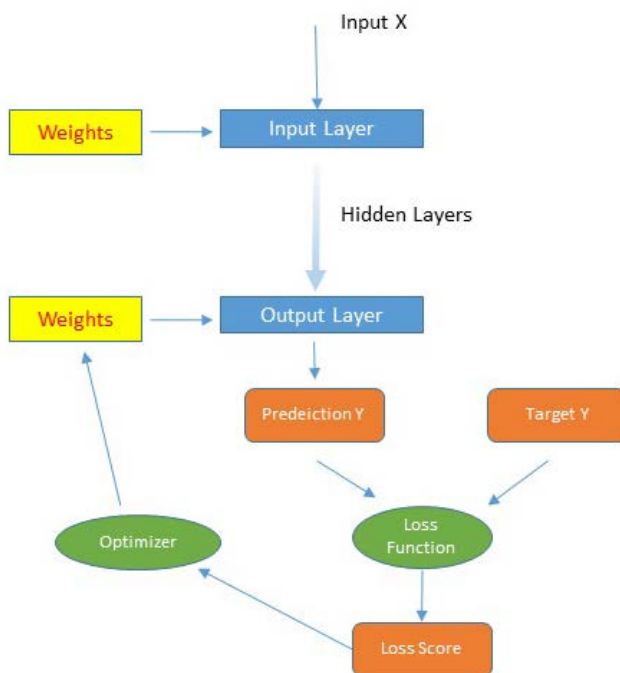 Input X
Weights
Input Layer
Hidden Layers
Weights
Output Layer
Predeiction Y
Target Y
Optimizer
Loss
Function
Loss Score